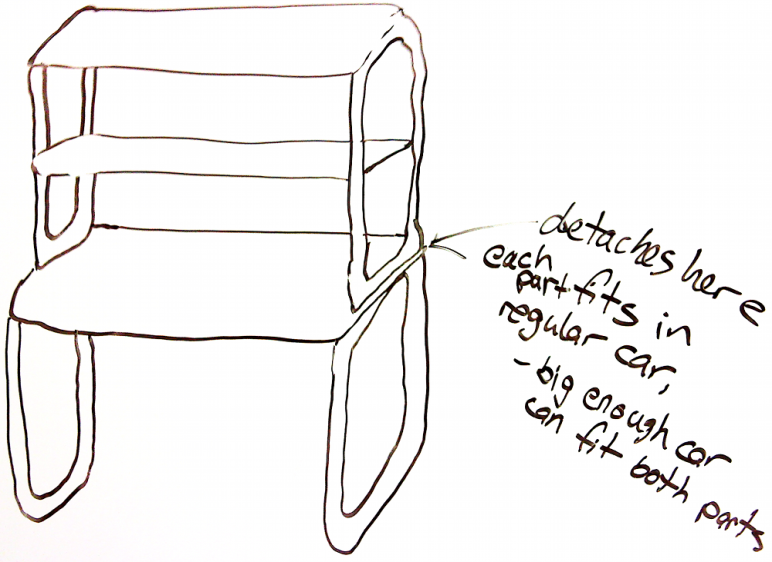 detaches here
each
part fits in
regular car,
- big enough car
can fit both parts